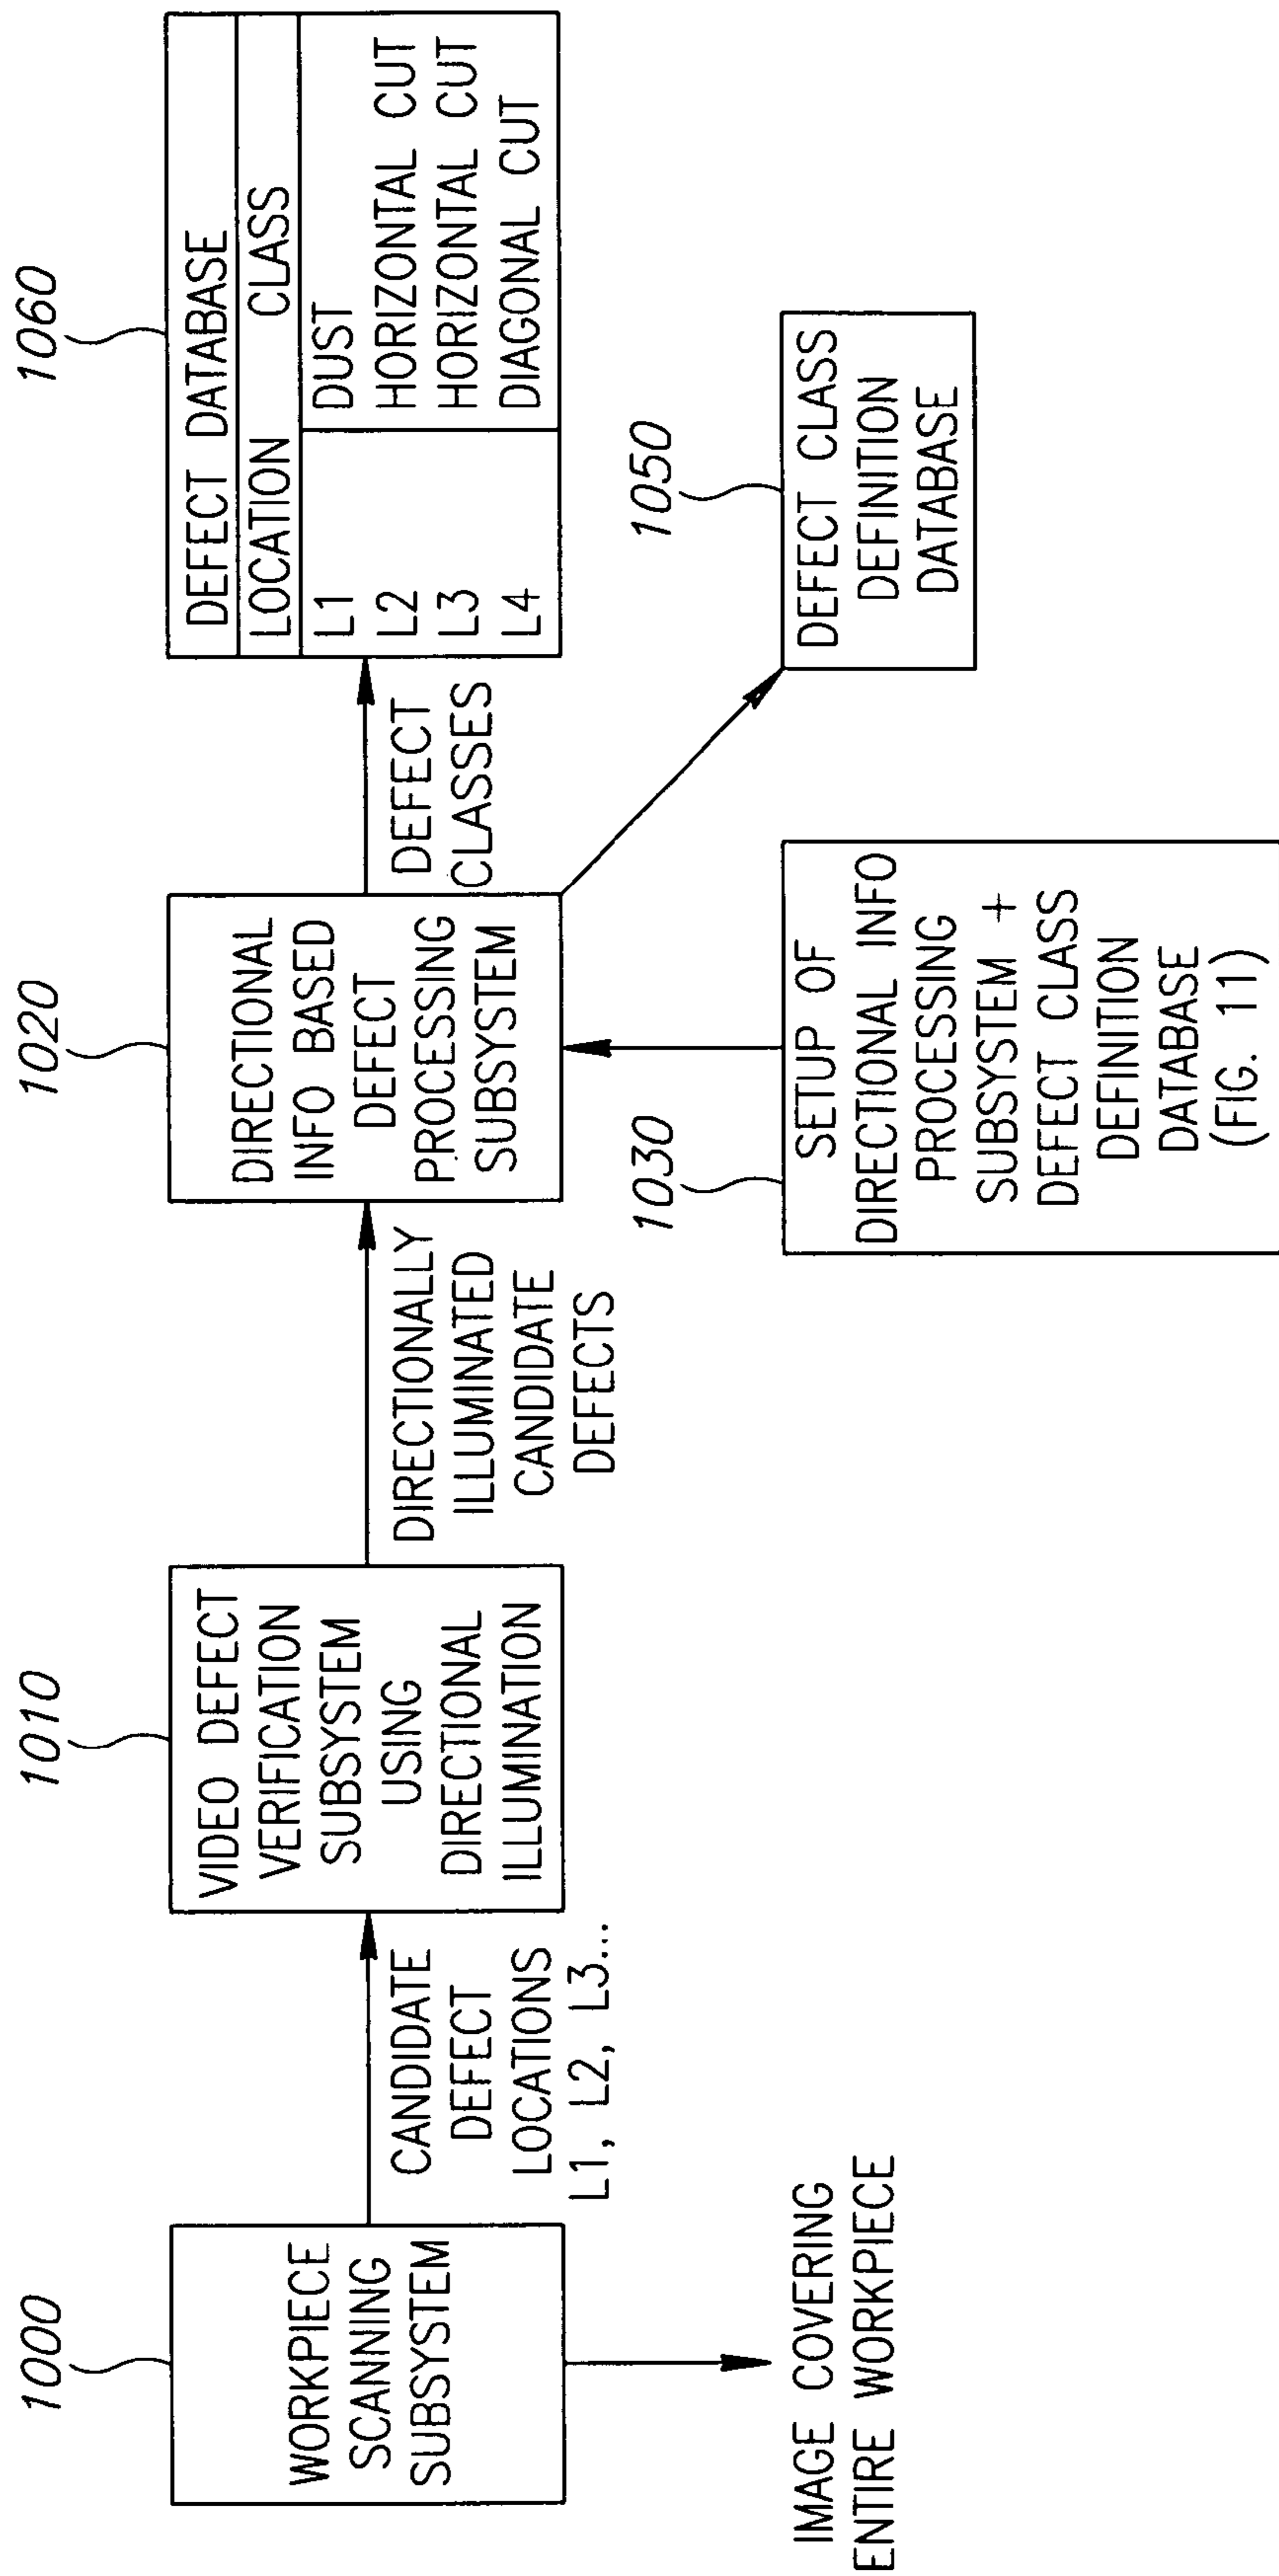 1000
WORKPIECE
SCANNING
SUBSYSTEM
IMAGE COVERING
ENTIRE WORKPIECE
CANDIDATE
DEFECT
LOCATIONS
L1, L2, L3...
1010
VIDEO DEFECT
VERIFICATION
SUBSYSTEM
USING
DIRECTIONAL
ILLUMINATION
DIRECTIONALLY
ILLUMINATED
CANDIDATE
DEFECTS
1020
DIRECTIONAL
INFO BASED
DEFECT
PROCESSING
SUBSYSTEM
1030
SETUP OF
DIRECTIONAL INFO
PROCESSING
SUBSYSTEM +
DEFECT CLASS
DEFINITION
DATABASE
(FIG. 11)
DEFECT
CLASSES
1060
DEFECT DATABASE
LOCATION CLASS
L1 DUST
L2 HORIZONTAL CUT
L3 HORIZONTAL CUT
L4 DIAGONAL CUT
1050
DEFECT CLASS
DEFINITION
DATABASE